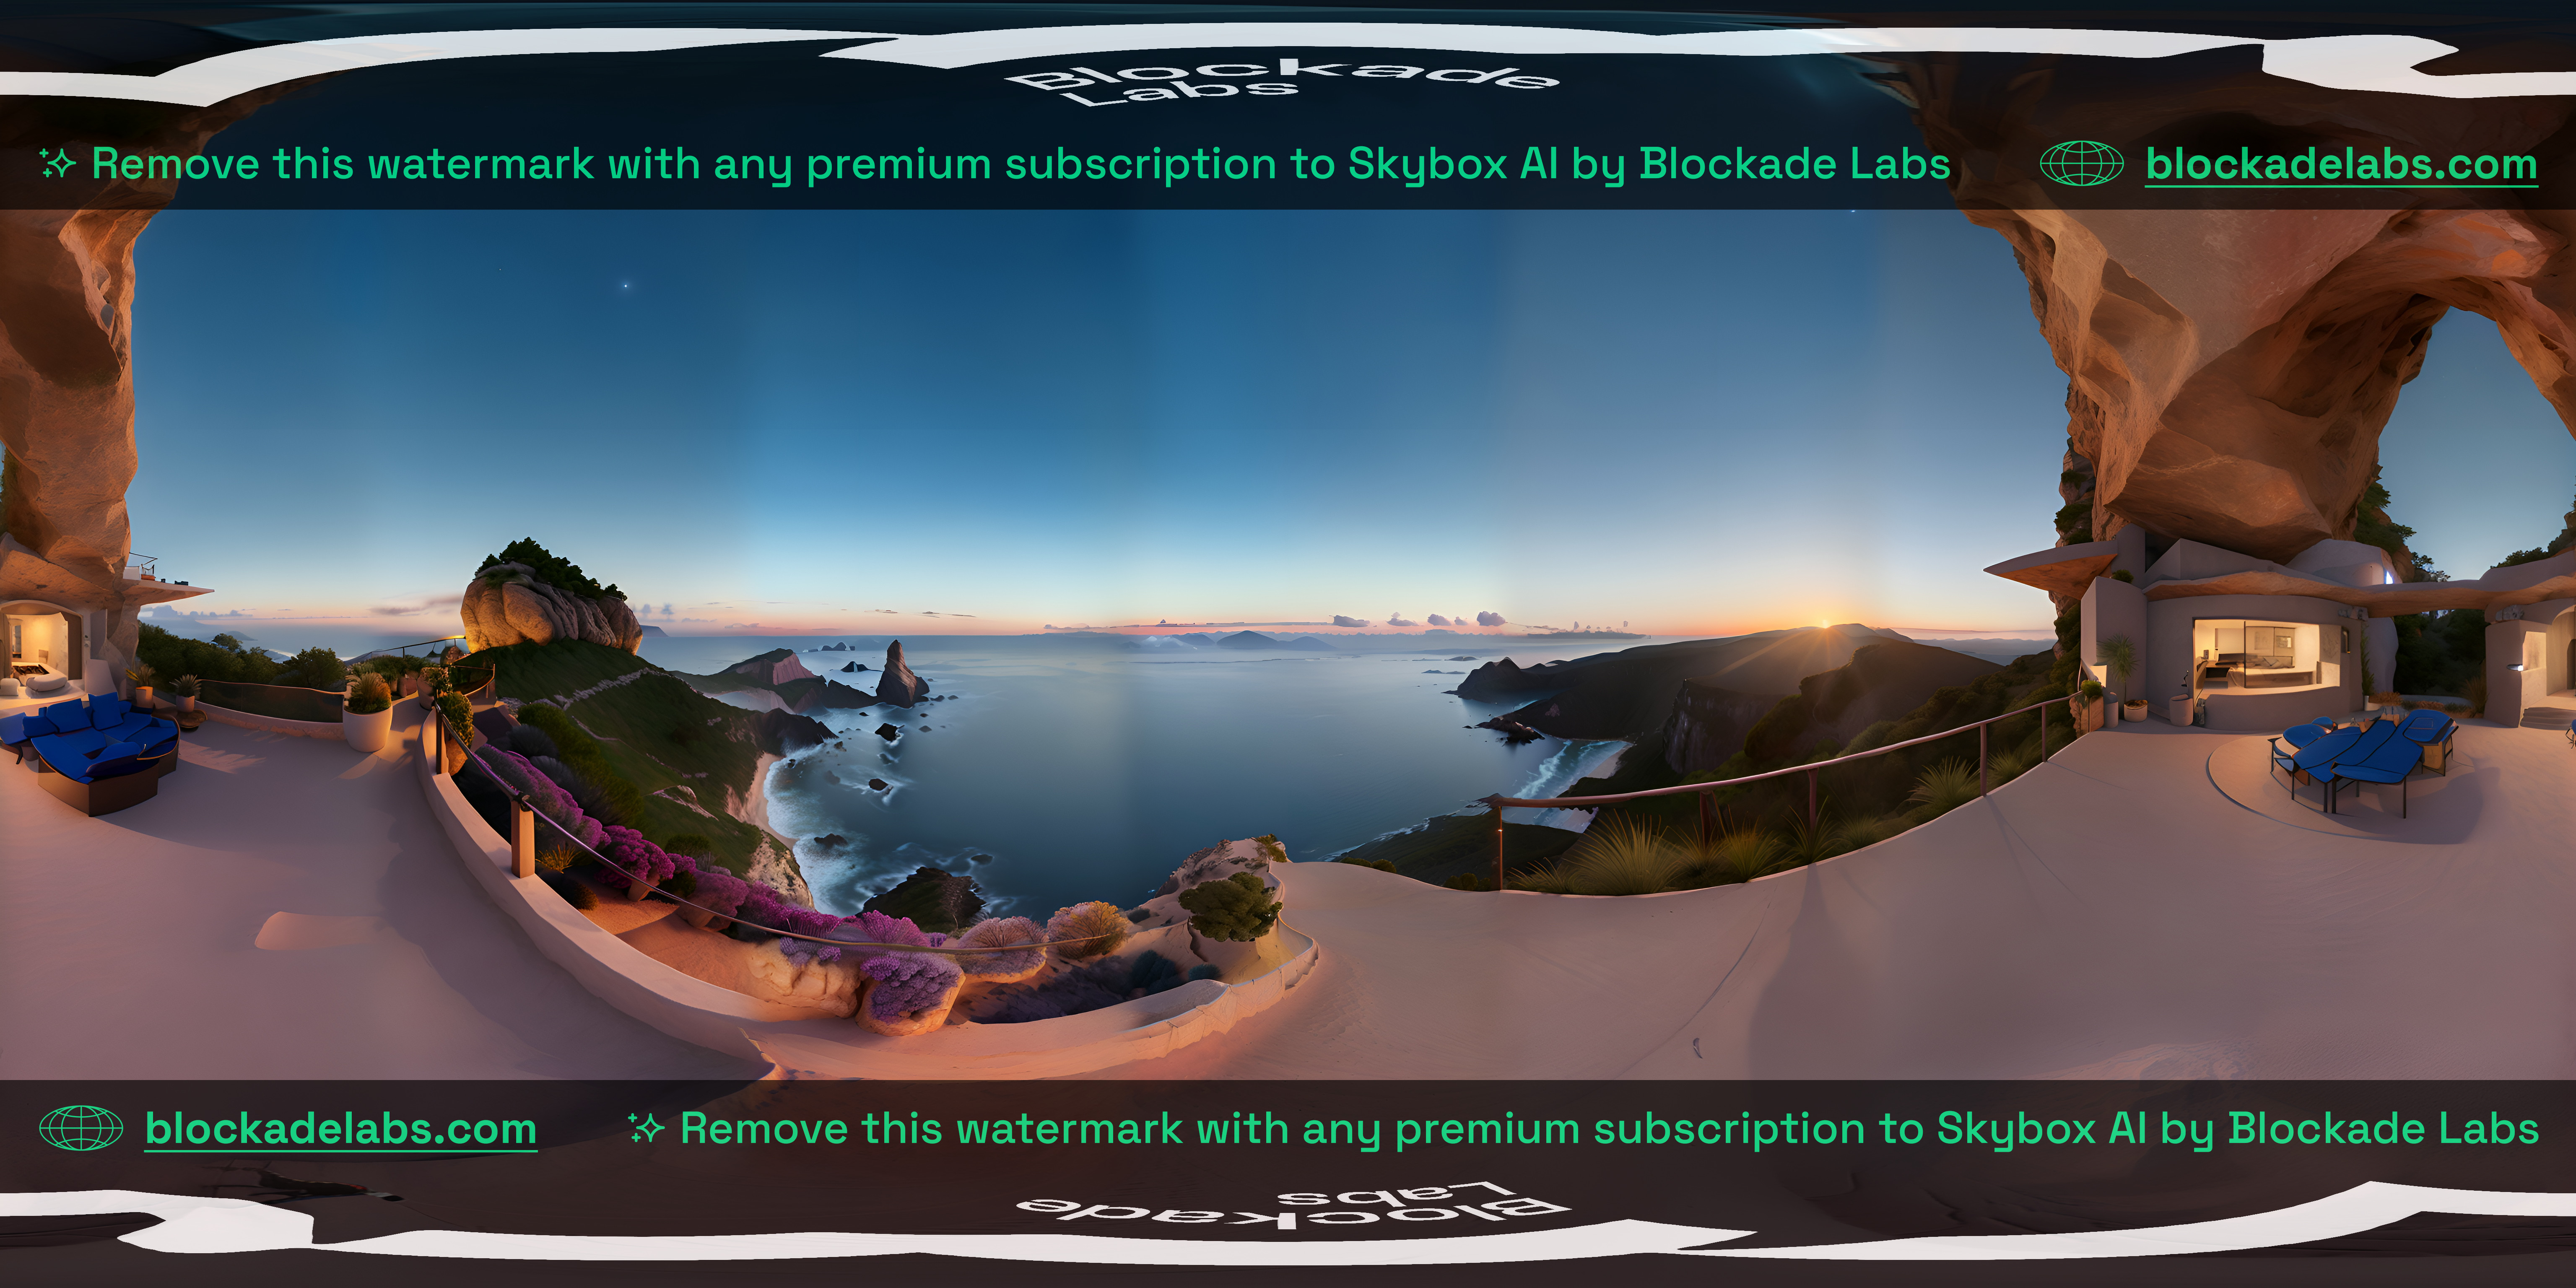 Blockade
Labs
Remove this watermark with any premium subscription to Skybox AI by Blockade Labs
blockadelabs.com
blockadelabs.com
Remove this watermark with any premium subscription to Skybox AI by Blockade Labs
Labs
Blockade